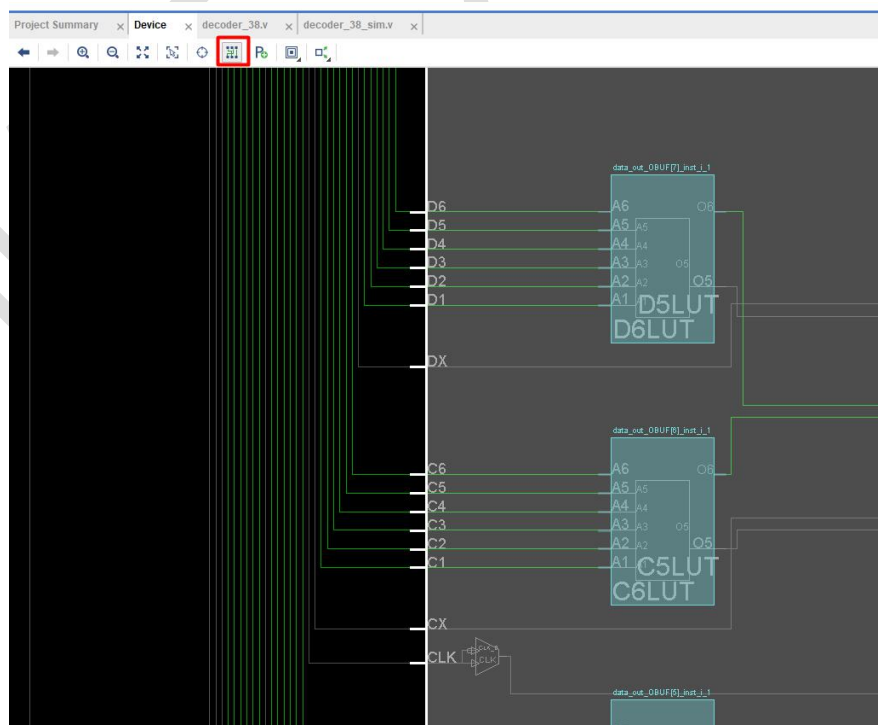 Project Summary × Device × decoder_38.v × decoder_38_sim.v ×
data_out_OBUF[7]_inst_i_1
D6 A6 O6
D5 A5 A5
D4 A4 A4
D3 A3 A3 O5
D2 A2 A2 O5
D1 A1 D5LUT
D6LUT
DX
data_out_OBUF[6]_inst_i_1
C6 A6 O6
C5 A5 A5
C4 A4 A4
C3 A3 A3 O5
C2 A2 A2 O5
C1 A1 C5LUT
C6LUT
CX
CLK CLK
data_out_OBUF[5]_inst_i_1